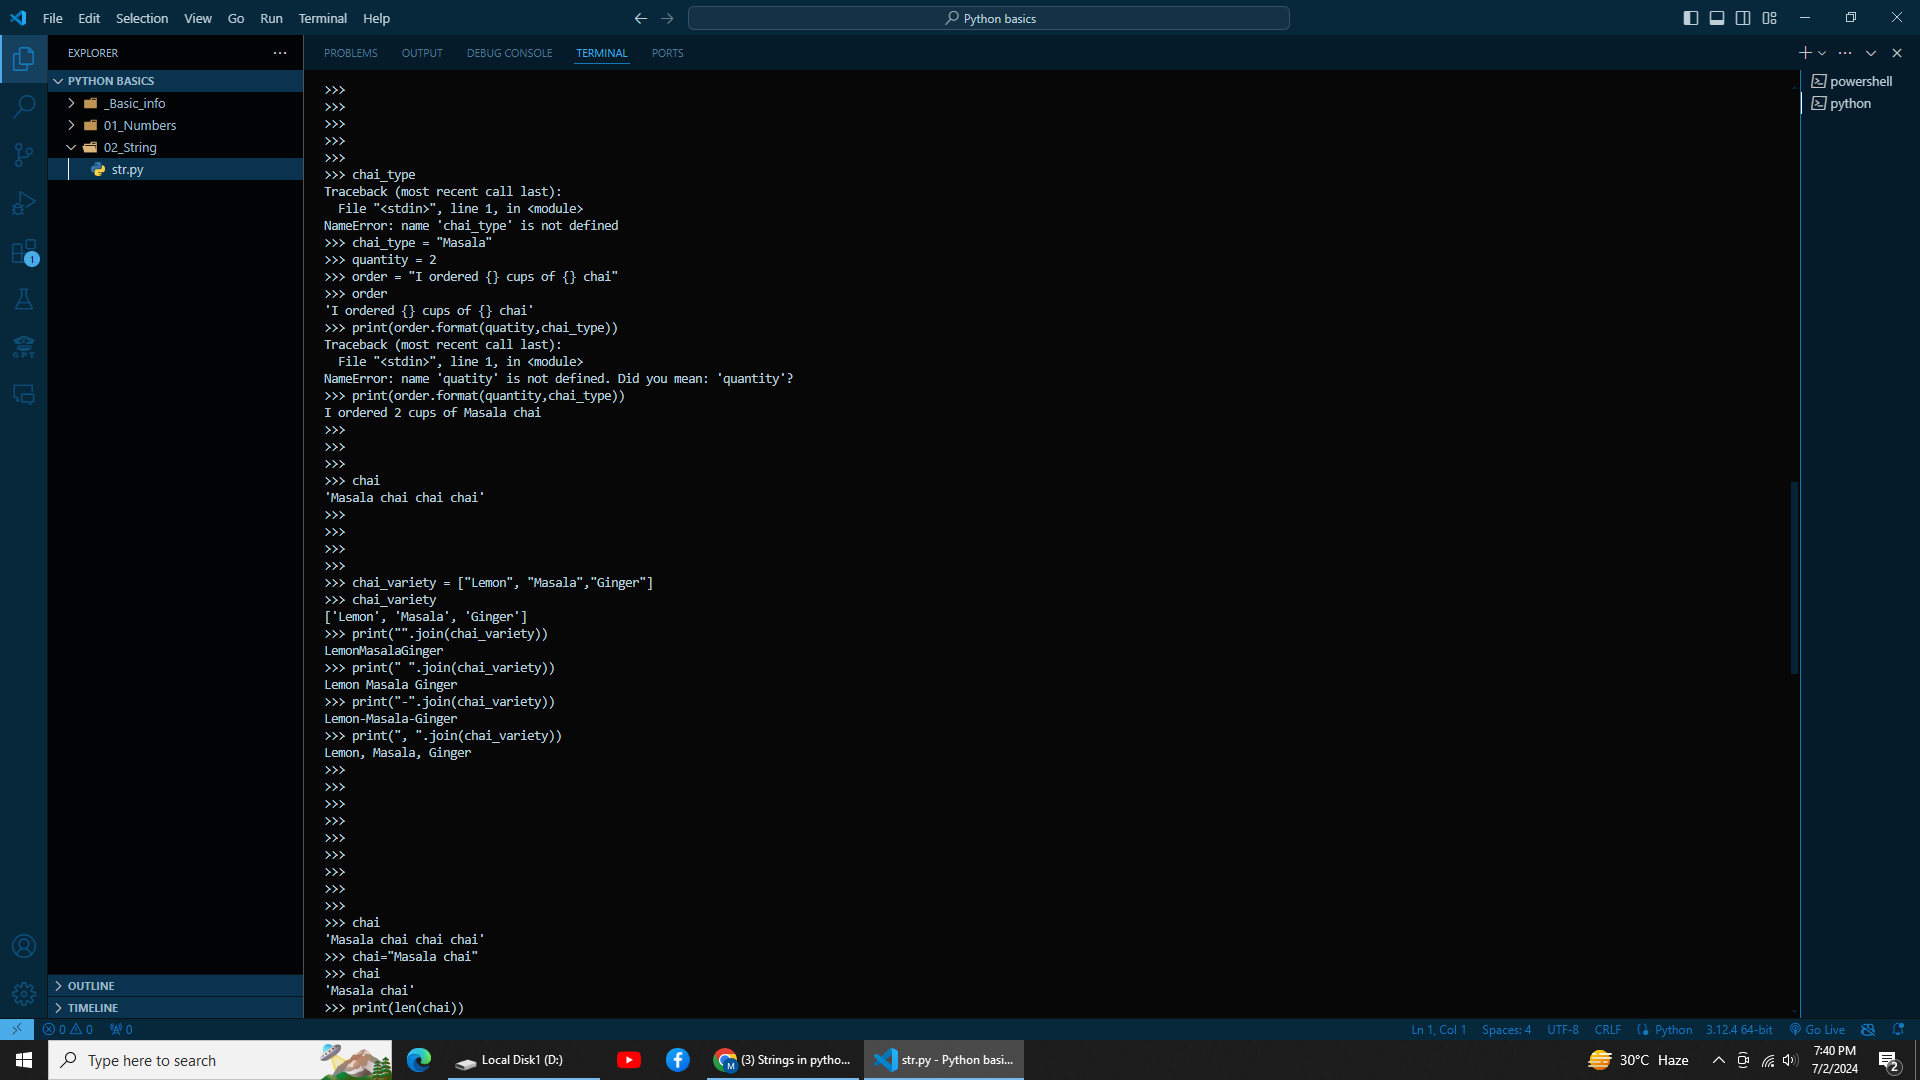 File Edit Selection View Go Run Terminal Help
Python basics
EXPLORER
PROBLEMS OUTPUT DEBUG CONSOLE TERMINAL PORTS
PYTHON BASICS
_Basic_info
01_Numbers
02_String
str.py
GPT
1
OUTLINE
TIMELINE
>>>
>>>
>>>
>>>
>>>
>>> chai_type
Traceback (most recent call last):
File "<stdin>", line 1, in <module>
NameError: name 'chai_type' is not defined
>>> chai_type = "Masala"
>>> quantity = 2
>>> order = "I ordered {} cups of {} chai"
>>> order
'I ordered {} cups of {} chai'
>>> print(order.format(quatity,chai_type))
Traceback (most recent call last):
File "<stdin>", line 1, in <module>
NameError: name 'quatity' is not defined. Did you mean: 'quantity'?
>>> print(order.format(quantity,chai_type))
I ordered 2 cups of Masala chai
>>>
>>>
>>>
>>> chai
'Masala chai chai chai'
>>>
>>>
>>>
>>>
>>> chai_variety = ["Lemon", "Masala","Ginger"]
>>> chai_variety
['Lemon', 'Masala', 'Ginger']
>>> print("".join(chai_variety))
LemonMasalaGinger
>>> print(" ".join(chai_variety))
Lemon Masala Ginger
>>> print("-".join(chai_variety))
Lemon-Masala-Ginger
>>> print(", ".join(chai_variety))
Lemon, Masala, Ginger
>>>
>>>
>>>
>>>
>>>
>>>
>>>
>>>
>>>
>>> chai
'Masala chai chai chai'
>>> chai="Masala chai"
>>> chai
'Masala chai'
>>> print(len(chai))
powershell
python
0 0 0
Ln 1, Col 1 Spaces: 4 UTF-8 CRLF Python 3.12.4 64-bit Go Live
Type here to search
Local Disk1 (D:)
M
(3) Strings in pytho...
str.py - Python basi...
30°C Haze
7:40 PM
7/2/2024
2